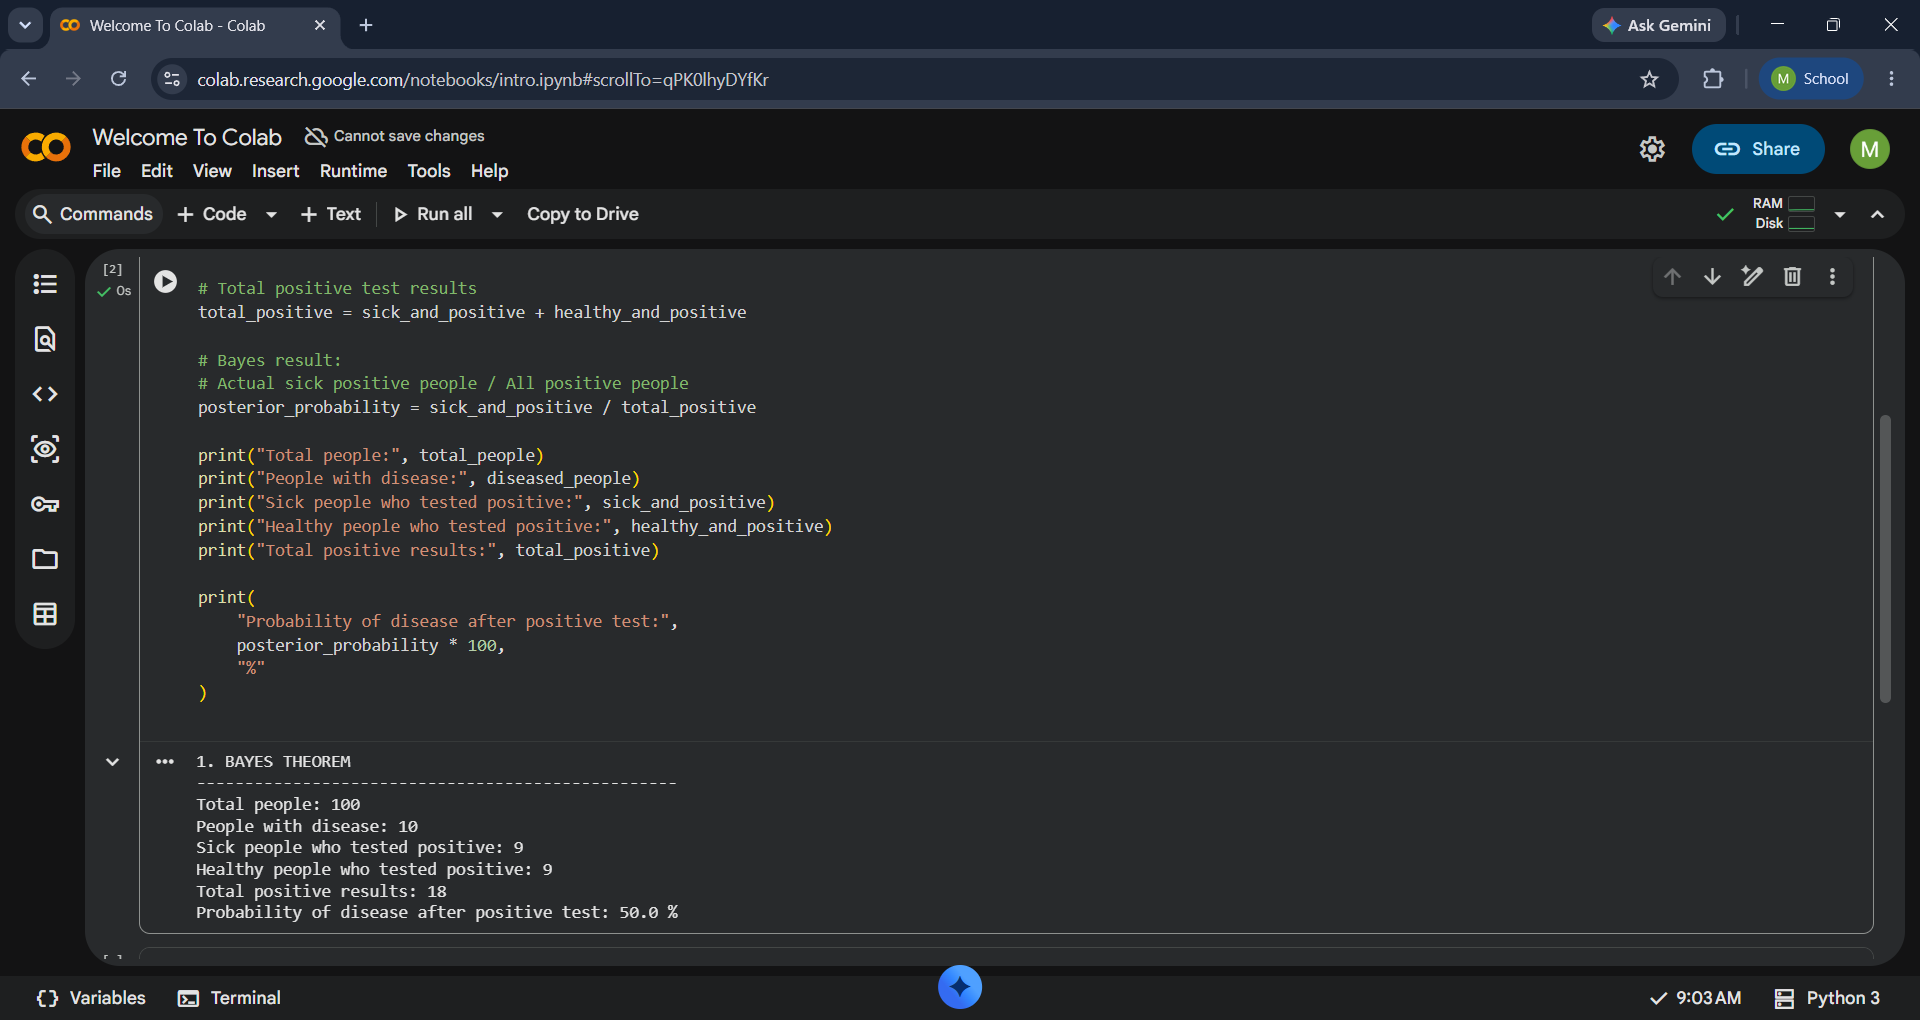 Welcome To Colab - Colab
Ask Gemini
colab.research.google.com/notebooks/intro.ipynb#scrollTo=qPK0lhyDYfKr
M School
Welcome To Colab Cannot save changes
File Edit View Insert Runtime Tools Help
Share
M
Commands + Code + Text Run all Copy to Drive
RAM
Disk
[2]
0s
# Total positive test results
total_positive = sick_and_positive + healthy_and_positive
# Bayes result:
# Actual sick positive people / All positive people
posterior_probability = sick_and_positive / total_positive
print("Total people:", total_people)
print("People with disease:", diseased_people)
print("Sick people who tested positive:", sick_and_positive)
print("Healthy people who tested positive:", healthy_and_positive)
print("Total positive results:", total_positive)
print(
"Probability of disease after positive test:",
posterior_probability * 100,
"%"
)
1. BAYES THEOREM
--------------------------------------------------
Total people: 100
People with disease: 10
Sick people who tested positive: 9
Healthy people who tested positive: 9
Total positive results: 18
Probability of disease after positive test: 50.0 %
{} Variables Terminal
9:03 AM Python 3